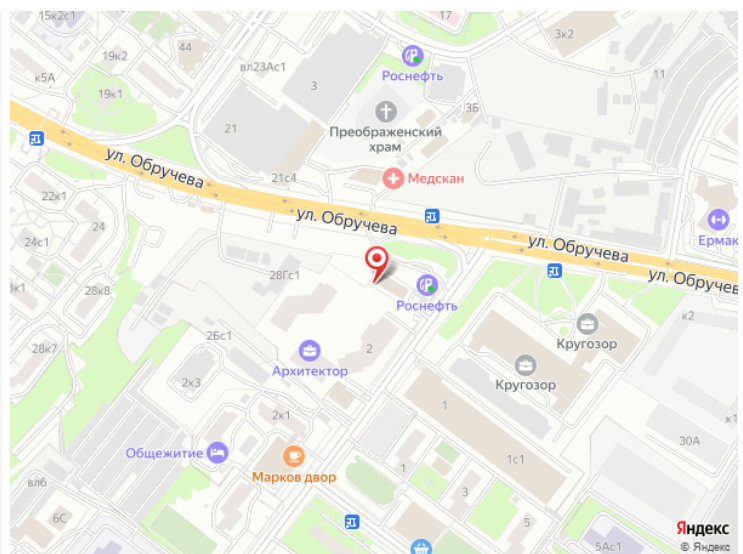 15к2с1
44
17
3к2
19к2
вл23Ас1
Роснефть
к5А
3
11
19к1
3Б
Преображенский
храм
21
ул. Обручева
21с4
Медскан
22к1
24
ул. Обручева
Ермак
24с1
ул. Обручева
28Гс1
ул. Обручева
28к8
Роснефть
к2
2Бс1
Кругозор
28к7
2
Архитектор
Кругозор
2к3
2к1
1
к1
30А
Общежитие
1
1с1
Марков двор
вл6
3
5
6С
Яндекс
5Ас1
© Яндекс